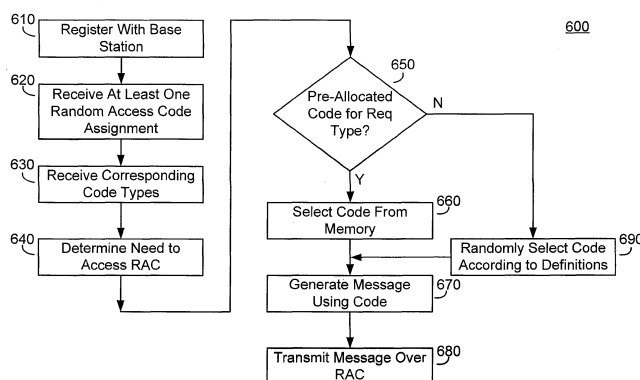 600
610
Register With Base
Station
620
Receive At Least One
Random Access Code
Assignment
630
Receive Corresponding
Code Types
640
Determine Need to
Access RAC
650
Pre-Allocated
Code for Req
Type?
N
Y
660
Select Code From
Memory
690
Randomly Select Code
According to Definitions
670
Generate Message
Using Code
680
Transmit Message Over
RAC